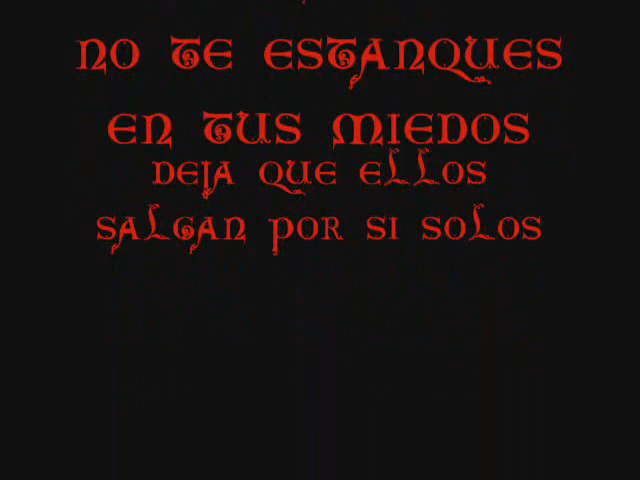 NO TE ESTANQUES
EN TUS MIEDOS
DEJA QUE ELLOS
SALGAN POR SI SOLOS